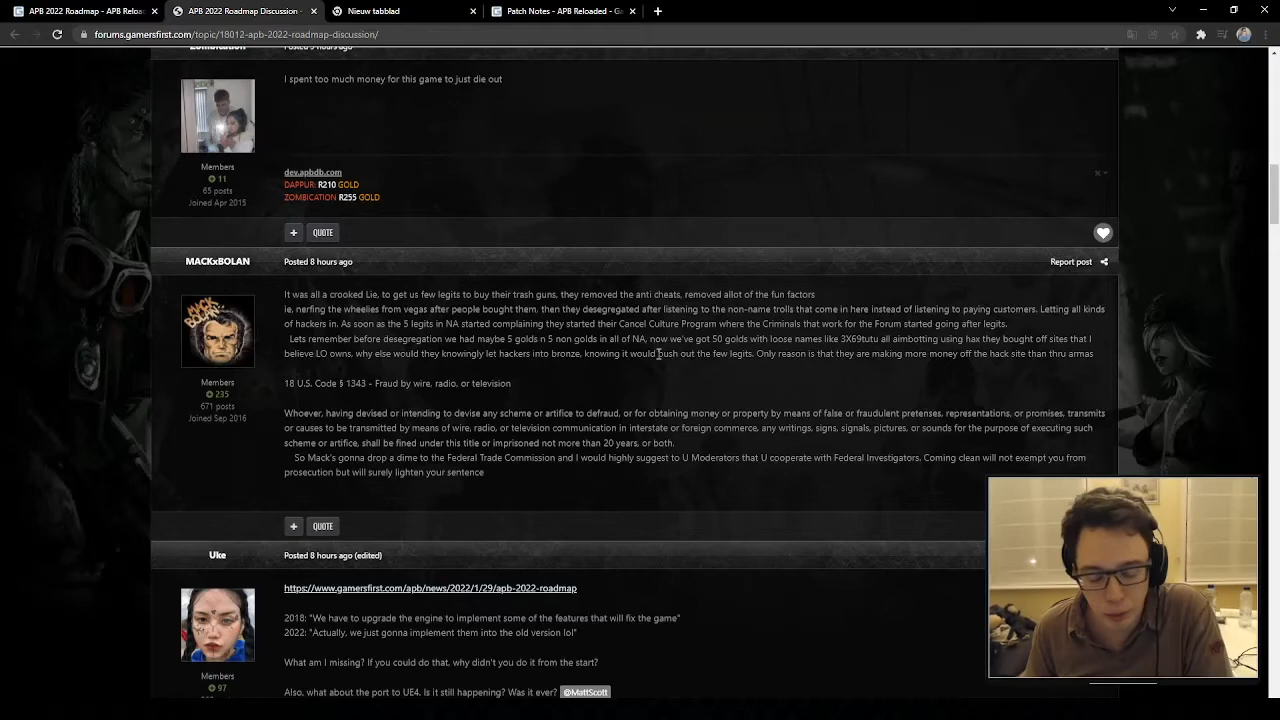 APB 2022 Roadmap - APB Reloa
APB 2022 Roadmap Discussion -
Nieuw tabblad
Patch Notes - APB Reloaded - Ga
forums.gamersfirst.com/topic/18012-apb-2022-roadmap-discussion/
Zombication
Posted 9 hours ago
I spent too much money for this game to just die out
Members
11
65 posts
Joined Apr 2015
dev.apbdb.com
DAPPUR: R210 GOLD
ZOMBICATION R255 GOLD
+ QUOTE
MACKxBOLAN
Posted 8 hours ago
Report post
It was all a crooked Lie, to get us few legits to buy their trash guns, they removed the anti cheats, removed allot of the fun factors
ie, nerfing the weapons from vegas after people bought them, then they desegregated after listening to the non-name trolls that come in here instead of listening to paying customers. Letting all kinds
of hackers in. As soon as the 5 legits in NA started complaining they started their Cancel Culture Program where the Criminals that work for the Forum started going after legits.
Lets remember before desegregation we had maybe 5 golds n 5 non golds in all of NA, now we've got 50 golds with loose names like 3X69tutu all aimbotting using hax they bought off sites that I
believe LO owns, why else would they knowingly let hackers into bronze, knowing it would push out the few legits. Only reason is that they are making more money off the hack site than thru armas
18 U.S. Code § 1343 - Fraud by wire, radio, or television
Whoever, having devised or intending to devise any scheme or artifice to defraud, or for obtaining money or property by means of false or fraudulent pretenses, representations, or promises, transmits
or causes to be transmitted by means of wire, radio, or television communication in interstate or foreign commerce, any writings, signs, signals, pictures, or sounds for the purpose of executing such
scheme or artifice, shall be fined under this title or imprisoned not more than 20 years, or both.
So Mack's gonna drop a dime to the Federal Trade Commission and I would highly suggest to U Moderators that U cooperate with Federal Investigators. Coming clean will not exempt you from
prosecution but will surely lighten your sentence
MACK BOLAN
Members
235
671 posts
Joined Sep 2016
+ QUOTE
Uke
Posted 8 hours ago (edited)
https://www.gamersfirst.com/apb/news/2022/1/29/apb-2022-roadmap
2018: "We have to upgrade the engine to implement some of the features that will fix the game"
2022: "Actually, we just gonna implement them into the old version lol"
What am I missing? If you could do that, why didn't you do it from the start?
Also, what about the port to UE4. Is it still happening? Was it ever? @MattScott
Members
97